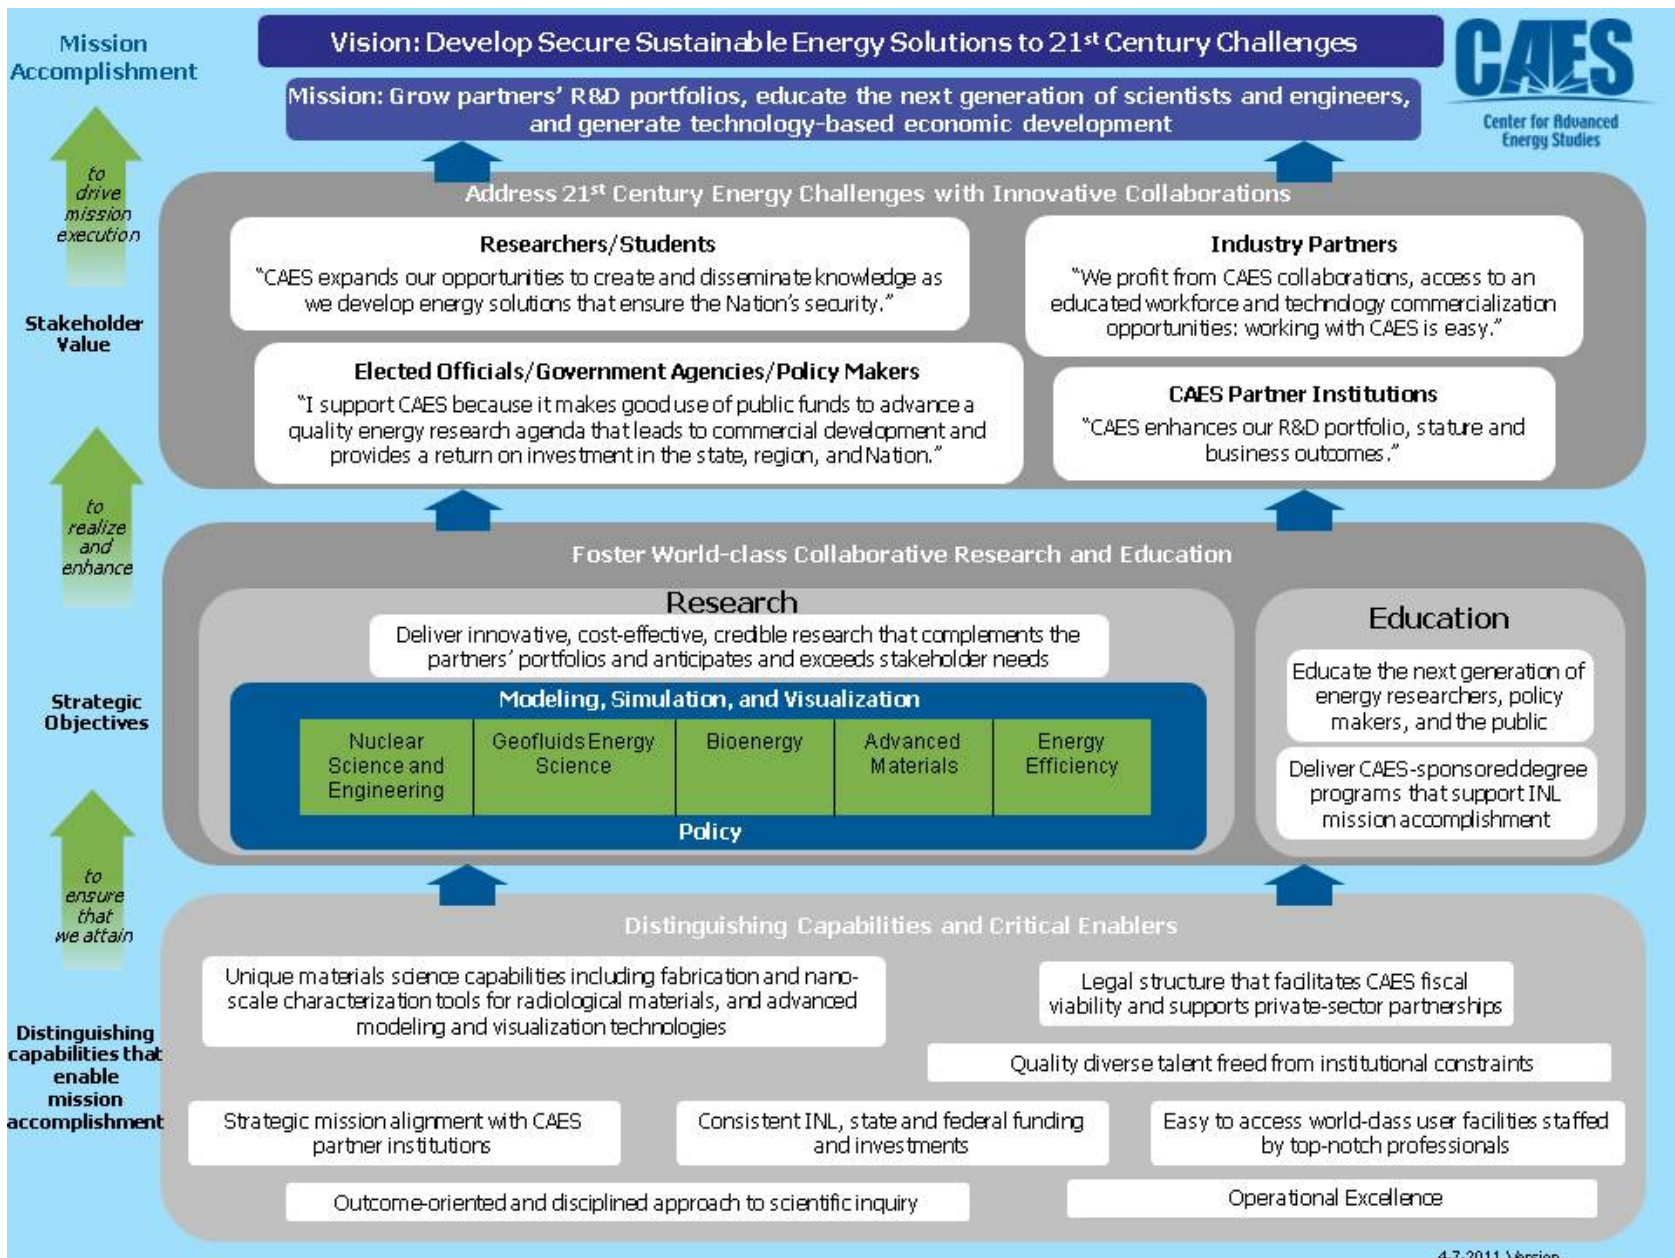 Mission
Accomplishment
Vision: Develop Secure Sustainable Energy Solutions to 21st Century Challenges
Mission: Grow partners' R&D portfolios, educate the next generation of scientists and engineers,
and generate technology-based economic development
CAES
Center for Advanced
Energy Studies
to
drive
mission
execution
Stakeholder
Value
Address 21st Century Energy Challenges with Innovative Collaborations
Researchers/Students
"CAES expands our opportunities to create and disseminate knowledge as
we develop energy solutions that ensure the Nation's security."
Industry Partners
"We profit from CAES collaborations, access to an
educated workforce and technology commercialization
opportunities: working with CAES is easy."
Elected Officials/Government Agencies/Policy Makers
"I support CAES because it makes good use of public funds to advance a
quality energy research agenda that leads to commercial development and
provides a return on investment in the state, region, and Nation."
CAES Partner Institutions
"CAES enhances our R&D portfolio, stature and
business outcomes."
to
realize
and
enhance
Strategic
Objectives
Foster World-class Collaborative Research and Education
Research
Deliver innovative, cost-effective, credible research that complements the
partners' portfolios and anticipates and exceeds stakeholder needs
Modeling, Simulation, and Visualization
Nuclear
Science and
Engineering
Geofluids Energy
Science
Bioenergy
Advanced
Materials
Energy
Efficiency
Policy
Education
Educate the next generation of
energy researchers, policy
makers, and the public
Deliver CAES-sponsored degree
programs that support INL
mission accomplishment
to
ensure
that
we attain
Distinguishing
capabilities that
enable
mission
accomplishment
Distinguishing Capabilities and Critical Enablers
Unique materials science capabilities including fabrication and nano-
scale characterization tools for radiological materials, and advanced
modeling and visualization technologies
Legal structure that facilitates CAES fiscal
viability and supports private-sector partnerships
Quality diverse talent freed from institutional constraints
Strategic mission alignment with CAES
partner institutions
Consistent INL, state and federal funding
and investments
Easy to access world-class user facilities staffed
by top-notch professionals
Outcome-oriented and disciplined approach to scientific inquiry
Operational Excellence
4-7-2011 Version